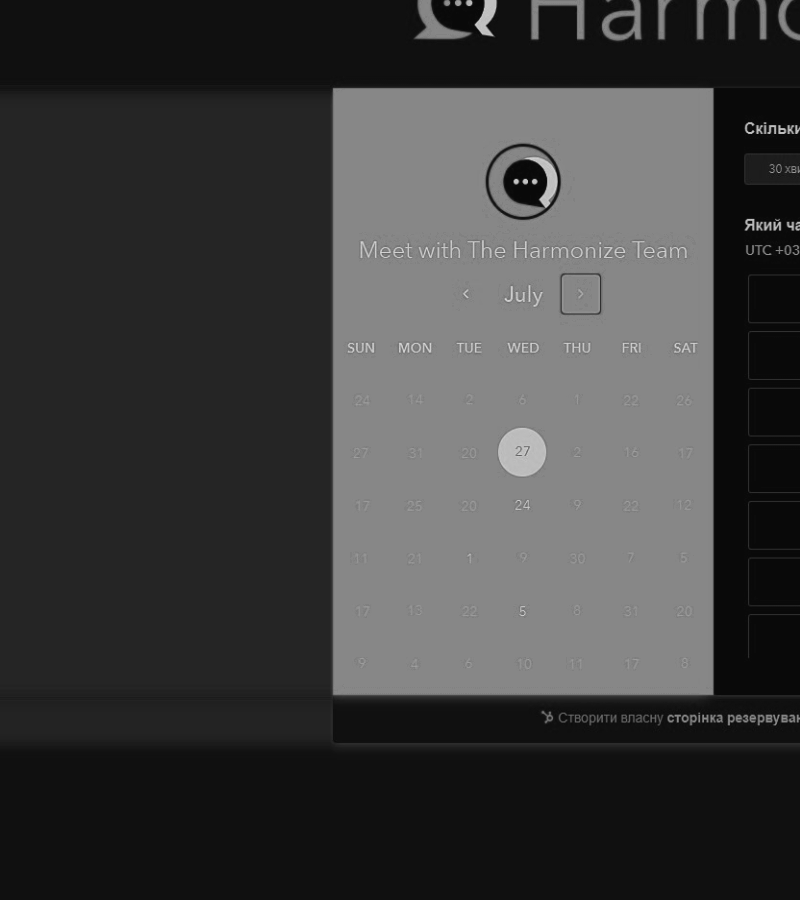 Harmo
Meet with The Harmonize Team
July
SUN MON TUE WED THU FRI SAT
24 14 2 6 1 22 26
27 31 20 27 2 16 17
17 25 20 24 9 22 12
11 21 1 9 30 7 5
17 13 22 5 8 31 20
9 4 6 10 11 17 8
Скільки
30 хви
Який ча
UTC +03
Створити власну сторінка резервуван